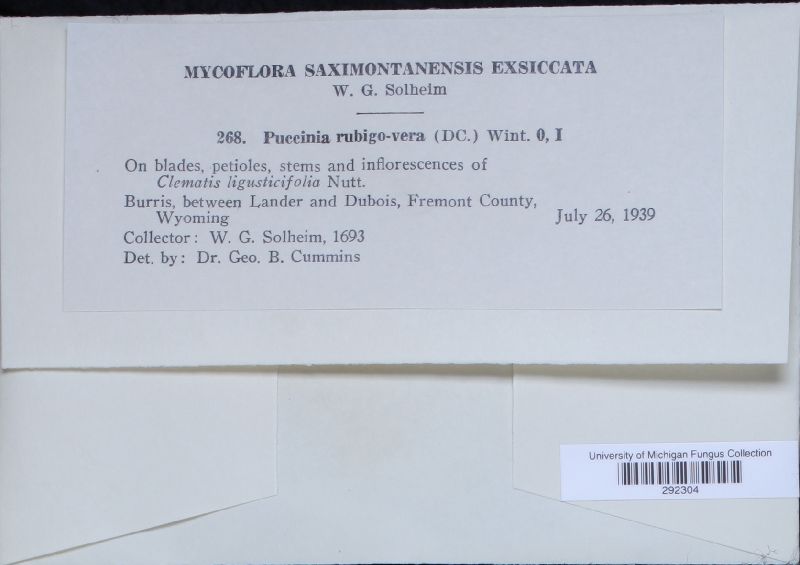 MYCOFLORA SAXIMONTANENSIS EXSICCATA
W. G. Solheim
268. Puccinia rubigo-vera (DC.) Wint. 0, I
On blades, petioles, stems and inflorescences of
Clematis ligusticifolia Nutt.
Burris, between Lander and Dubois, Fremont County,
Wyoming July 26, 1939
Collector: W. G. Solheim, 1693
Det. by: Dr. Geo. B. Cummins
University of Michigan Fungus Collection
292304